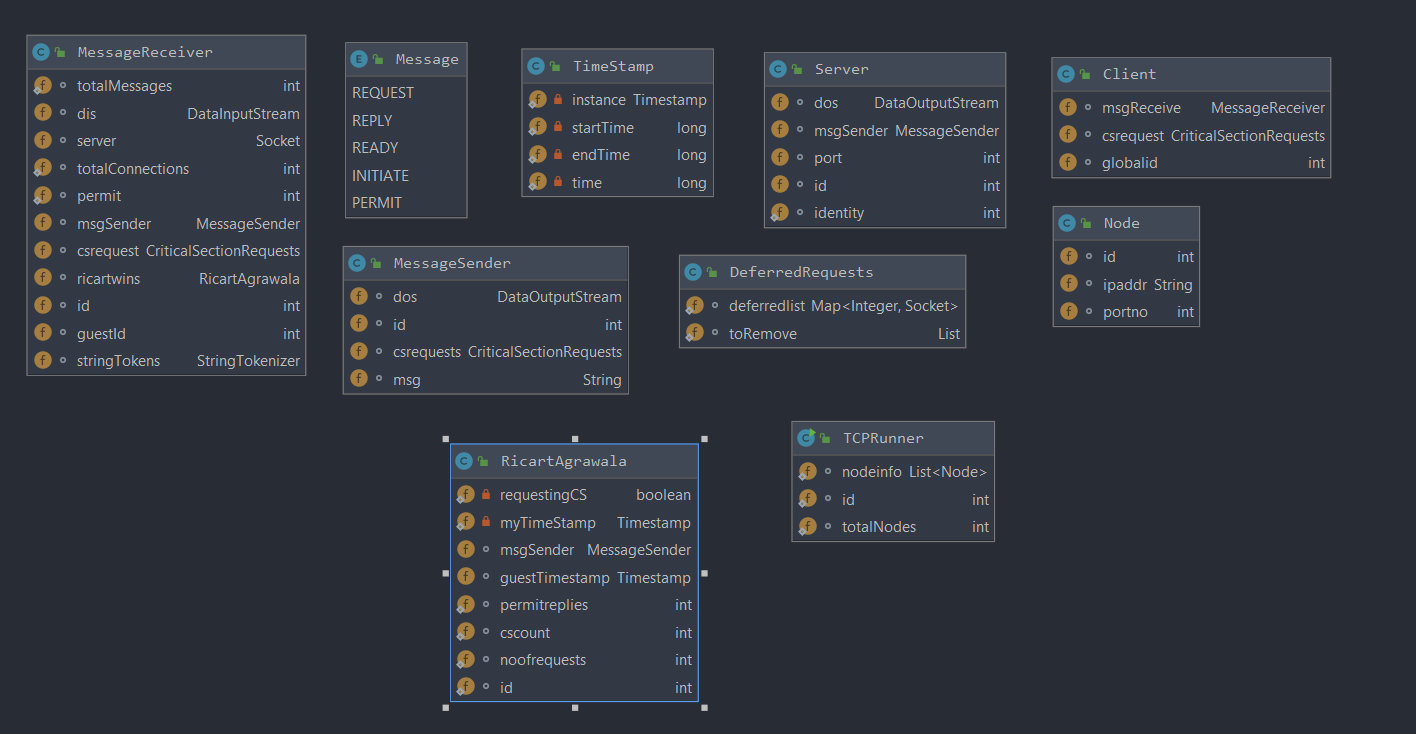 MessageReceiver
totalMessages int
dis DataInputStream
server Socket
totalConnections int
permit int
msgSender MessageSender
csrequest CriticalSectionRequests
ricartwins RicartAgrawala
id int
guestId int
stringTokens StringTokenizer
Message
REQUEST
REPLY
READY
INITIATE
PERMIT
TimeStamp
instance Timestamp
startTime long
endTime long
time long
Server
dos DataOutputStream
msgSender MessageSender
port int
id int
identity int
Client
msgReceive MessageReceiver
csrequest CriticalSectionRequests
globalid int
Node
id int
ipaddr String
portno int
MessageSender
dos DataOutputStream
id int
csrequests CriticalSectionRequests
msg String
DeferredRequests
deferredlist Map<Integer, Socket>
toRemove List
RicartAgrawala
requestingCS boolean
myTimeStamp Timestamp
msgSender MessageSender
guestTimestamp Timestamp
permitreplies int
cscount int
noofrequests int
id int
TCPRunner
nodeinfo List<Node>
id int
totalNodes int